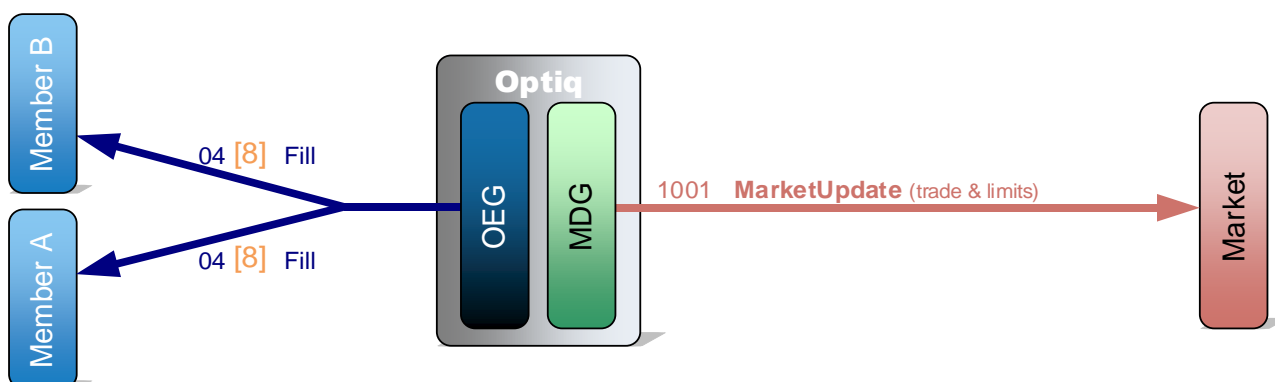 Member B
Optiq
04 [8] Fill
OEG
MDG
1001 MarketUpdate (trade & limits)
Market
Member A
04 [8] Fill